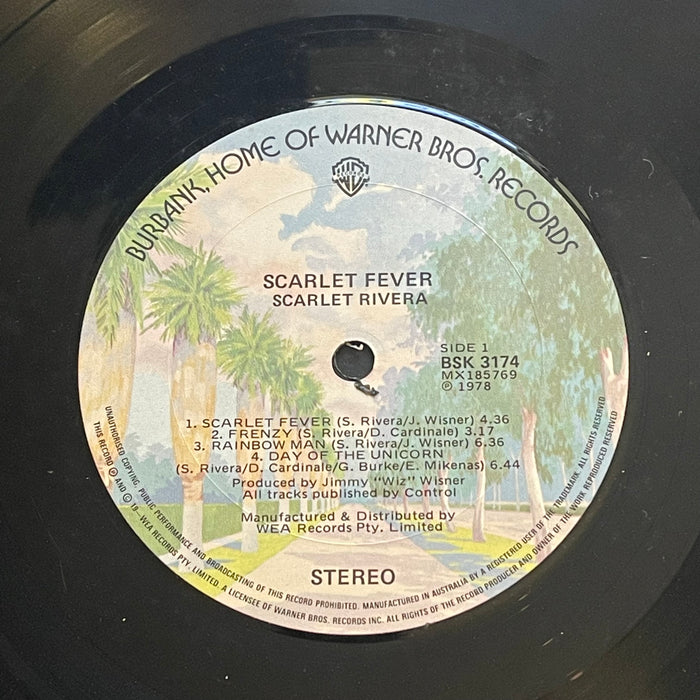 BURBANK, HOME OF WARNER BROS. RECORDS
SCARLET FEVER
SCARLET RIVERA
SIDE 1
BSK 3174
MX185769
Ⓟ 1978
1. SCARLET FEVER (S. Rivera/J. Wisner) 4.36
2. FRENZY (S. Rivera/D. Cardinale) 3.17
3. RAINBOW MAN (S. Rivera/J. Wisner) 6.36
4. DAY OF THE UNICORN
(S. Rivera/D. Cardinale/G. Burke/E. Mikenas) 6.44
Produced by Jimmy "Wiz" Wisner
All tracks published by Control
Manufactured & Distributed by
WEA Records Pty. Limited
STEREO
UNAUTHORISED COPYING, PUBLIC PERFORMANCE AND BROADCASTING OF THIS RECORD PROHIBITED. MANUFACTURED IN AUSTRALIA BY A REGISTERED USER OF THE TRADEMARK. ALL RIGHTS RESERVED
THIS RECORD Ⓟ AND © 19—WEA RECORDS PTY. LIMITED. A LICENSEE OF WARNER BROS. RECORDS INC. ALL RIGHTS OF THE RECORD PRODUCER AND OWNER OF THE WORK REPRODUCED RESERVED